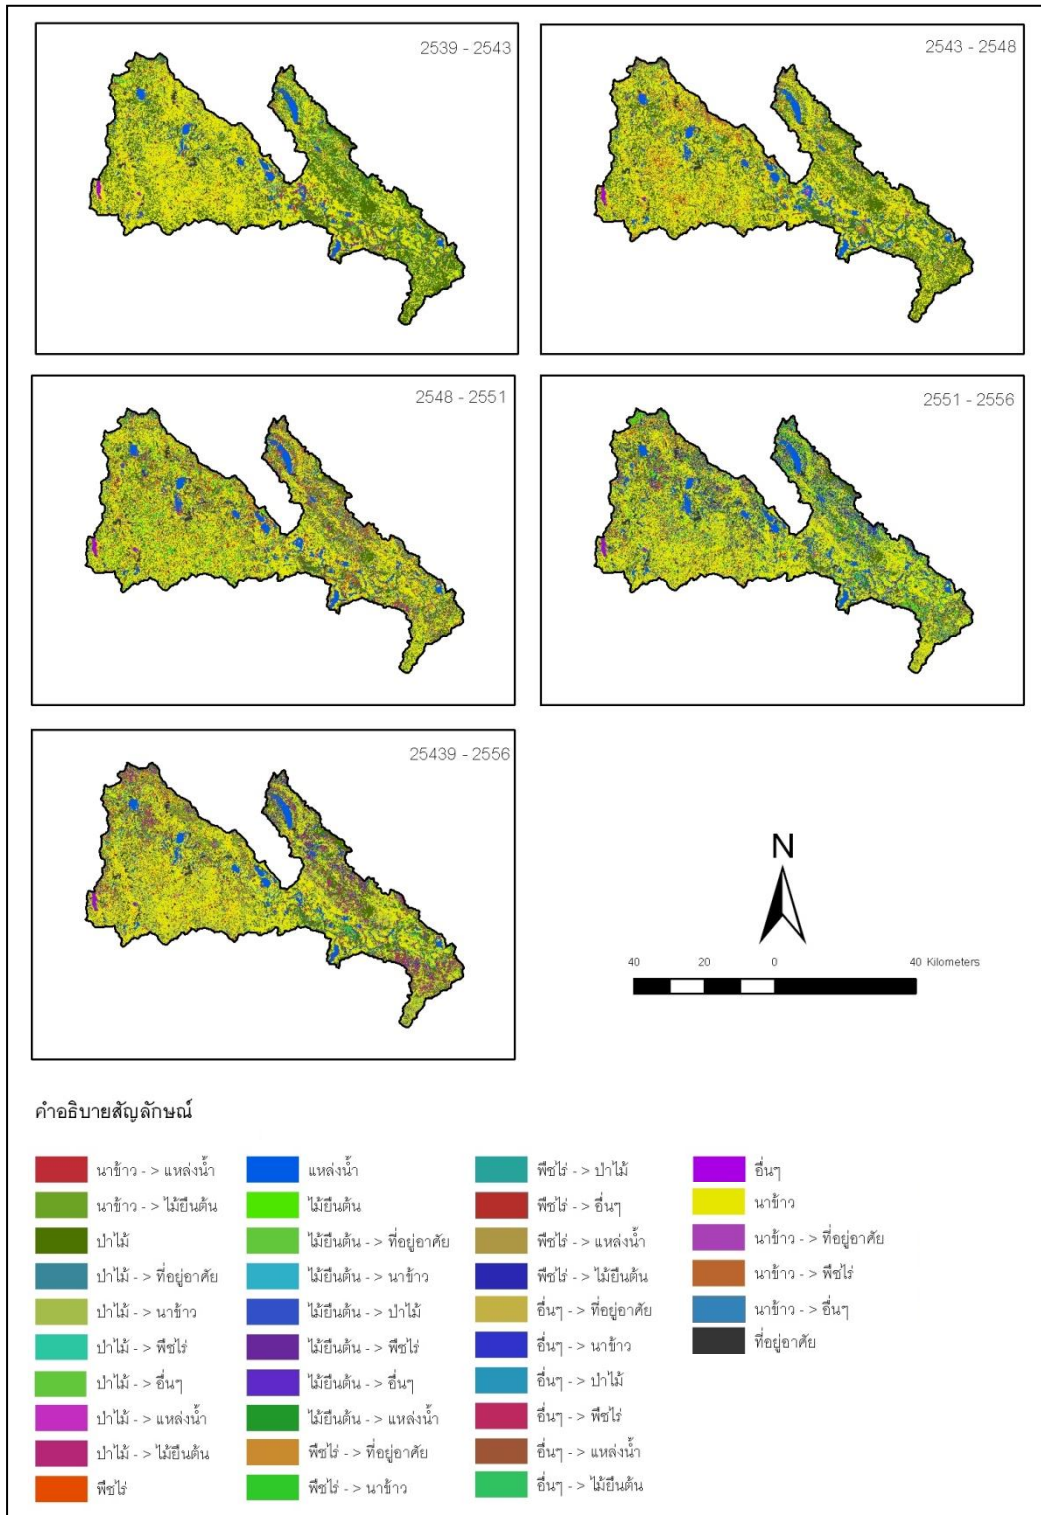 2539 - 2543
2543 - 2548
2548 - 2551
2551 - 2556
25439 - 2556
N
40 20 0 40 Kilometers
คำอธิบายสัญลักษณ์
นาข้าว - > แหล่งน้ำ
นาข้าว - > ไม้ยืนต้น
ป่าไม้
ป่าไม้ - > ที่อยู่อาศัย
ป่าไม้ - > นาข้าว
ป่าไม้ - > พืชไร่
ป่าไม้ - > อื่นๆ
ป่าไม้ - > แหล่งน้ำ
ป่าไม้ - > ไม้ยืนต้น
พืชไร่
แหล่งน้ำ
ไม้ยืนต้น
ไม้ยืนต้น - > ที่อยู่อาศัย
ไม้ยืนต้น - > นาข้าว
ไม้ยืนต้น - > ป่าไม้
ไม้ยืนต้น - > พืชไร่
ไม้ยืนต้น - > อื่นๆ
ไม้ยืนต้น - > แหล่งน้ำ
พืชไร่ - > ที่อยู่อาศัย
พืชไร่ - > นาข้าว
พืชไร่ - > ป่าไม้
พืชไร่ - > อื่นๆ
พืชไร่ - > แหล่งน้ำ
พืชไร่ - > ไม้ยืนต้น
อื่นๆ - > ที่อยู่อาศัย
อื่นๆ - > นาข้าว
อื่นๆ - > ป่าไม้
อื่นๆ - > พืชไร่
อื่นๆ - > แหล่งน้ำ
อื่นๆ - > ไม้ยืนต้น
อื่นๆ
นาข้าว
นาข้าว - > ที่อยู่อาศัย
นาข้าว - > พืชไร่
นาข้าว - > อื่นๆ
ที่อยู่อาศัย